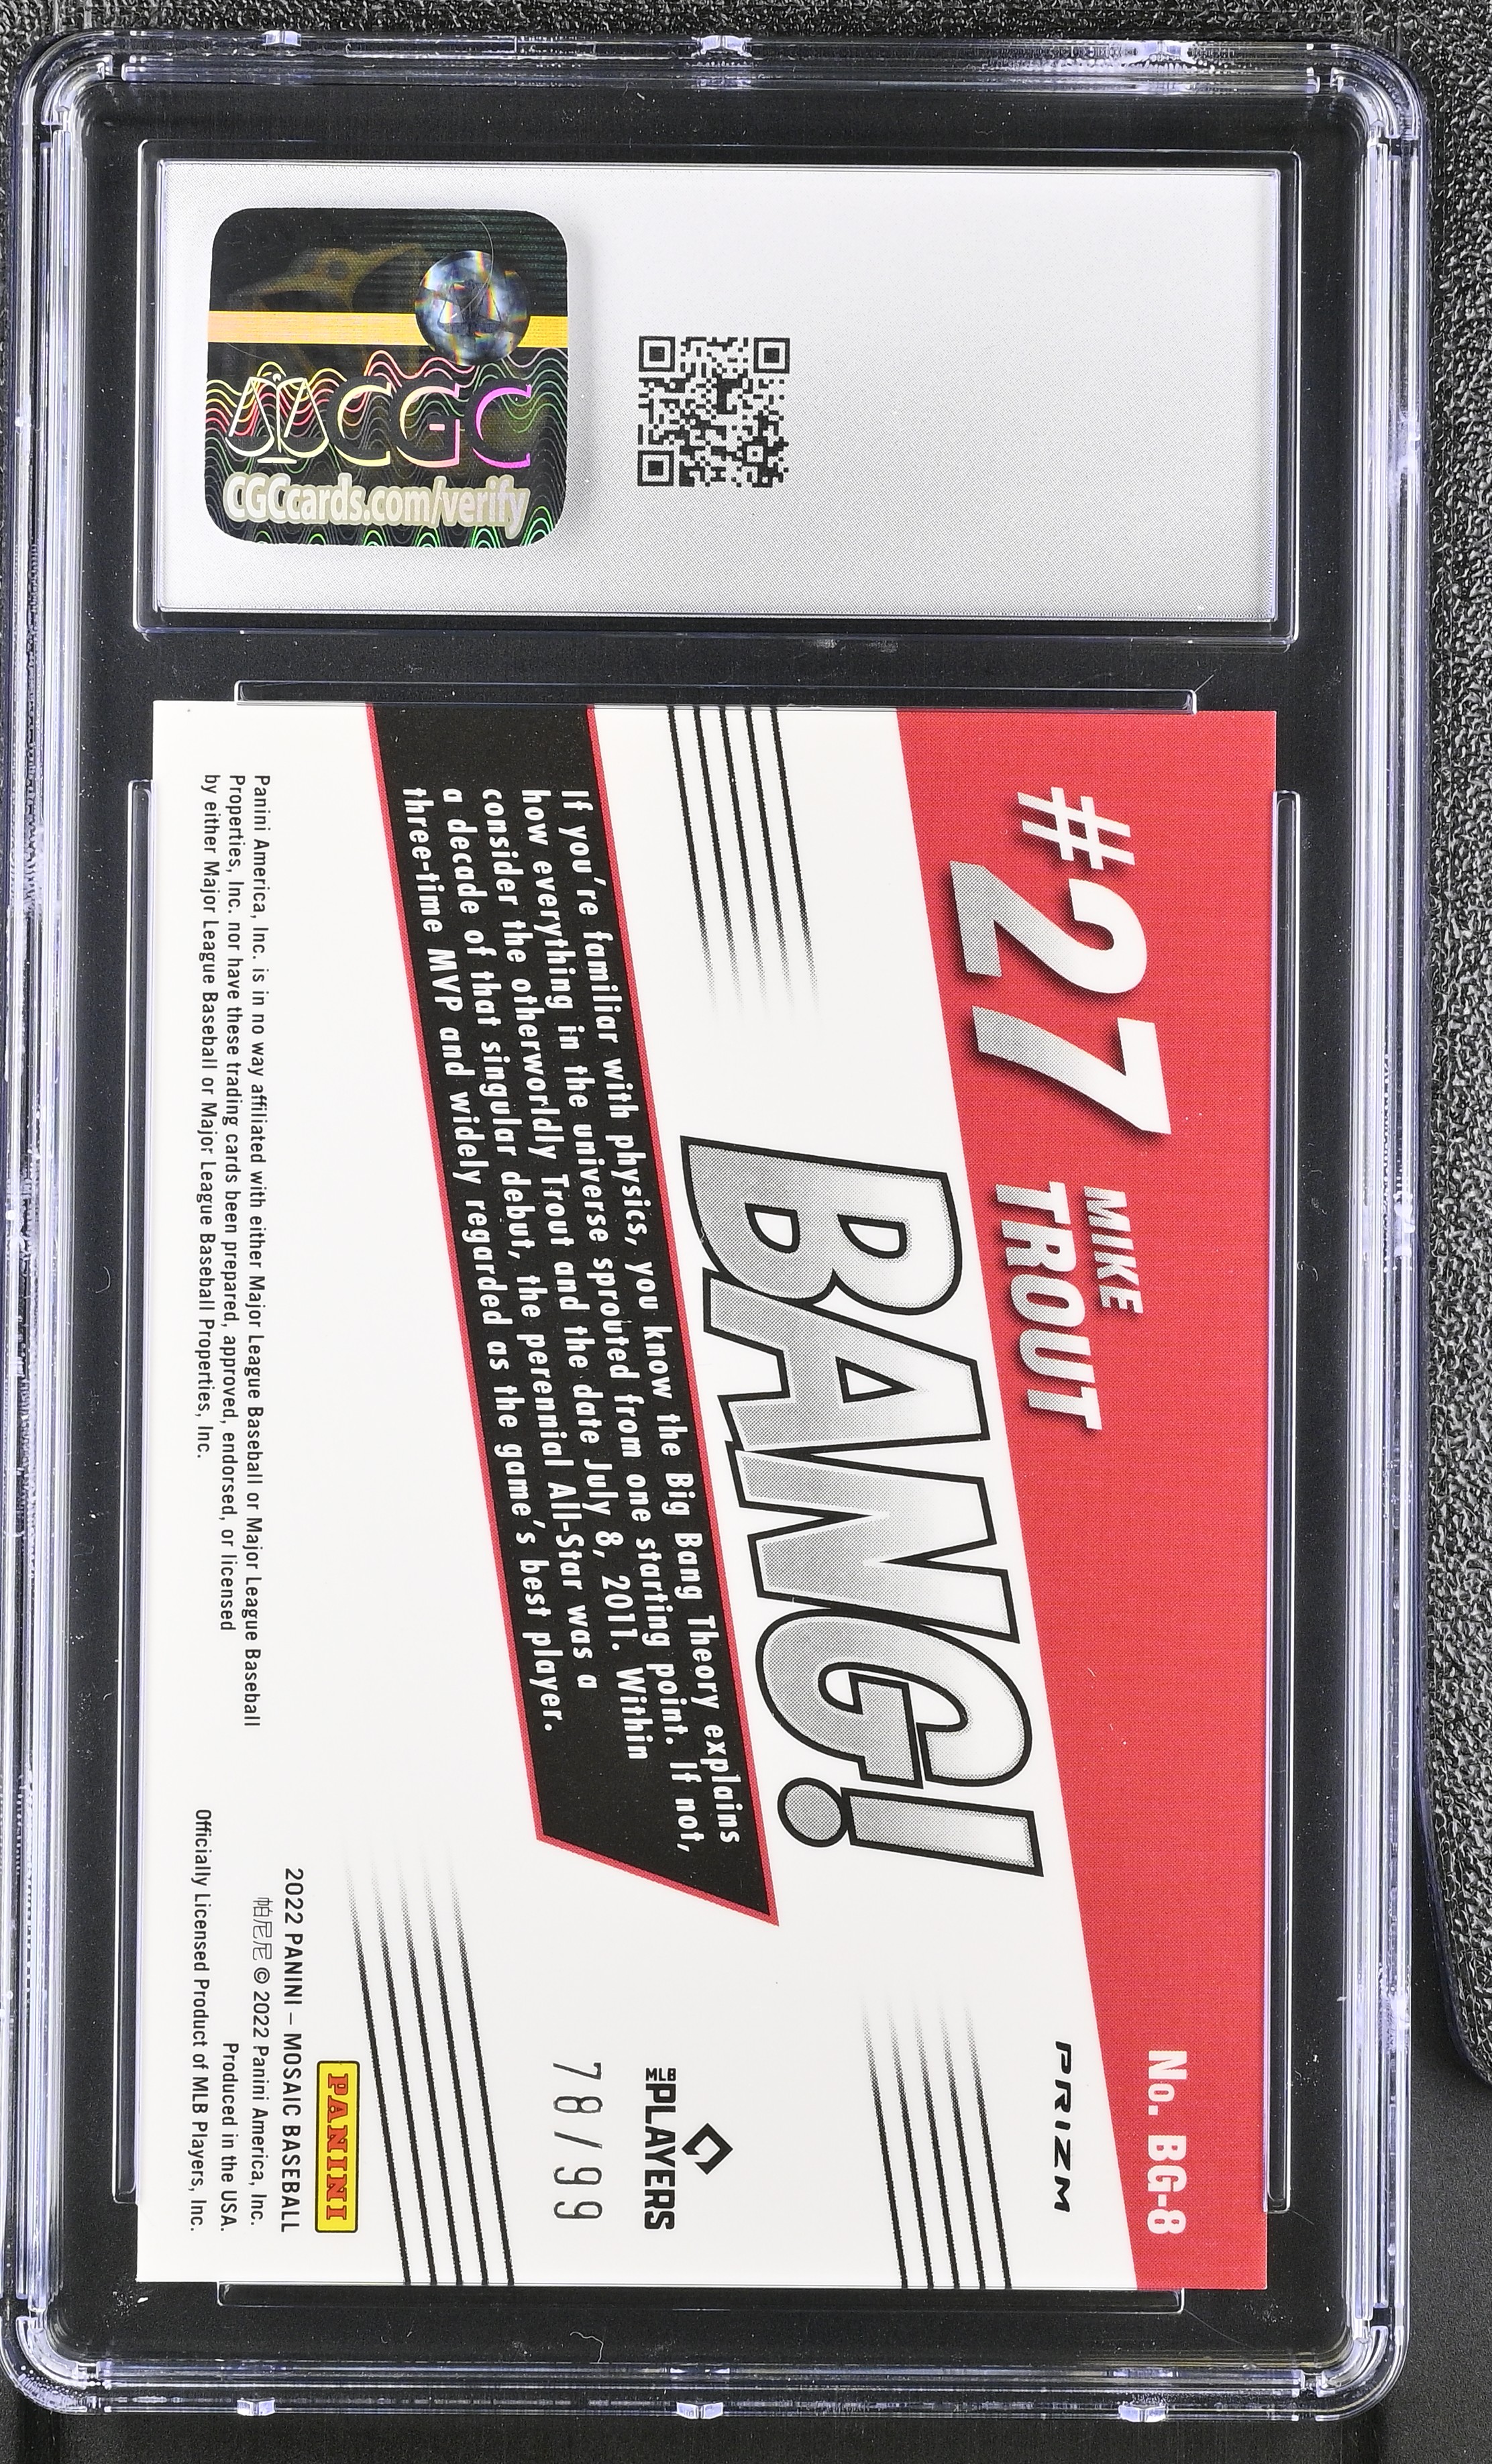 CGC
CGCcards.com/verify
#27
MIKE
TROUT
No. BG-8
PRIZM
BANG!
If you're familiar with physics, you know the Big Bang Theory explains
how everything in the universe sprouted from one starting point. If not,
consider the otherworldly Trout and the date July 8, 2011. Within
a decade of that singular debut, the perennial All-Star was a
three-time MVP and widely regarded as the game's best player.
MLB PLAYERS
78/99
PANINI
2022 PANINI – MOSAIC BASEBALL
帕尼尼 © 2022 Panini America, Inc.
Produced in the USA.
Officially Licensed Product of MLB Players, Inc.
Panini America, Inc. is in no way affiliated with either Major League Baseball or Major League Baseball
Properties, Inc. nor have these trading cards been prepared, approved, endorsed, or licensed
by either Major League Baseball or Major League Baseball Properties, Inc.